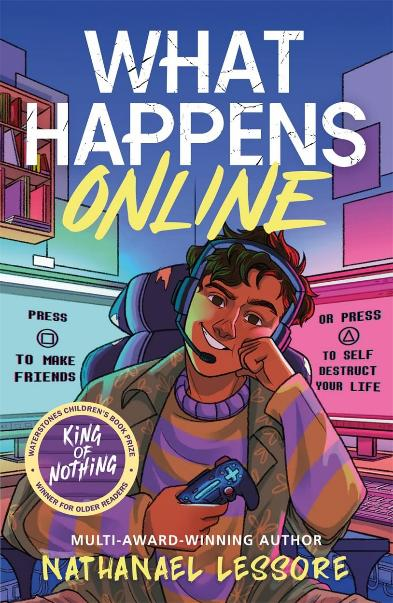 WHAT
HAPPENS
ONLINE
PRESS
TO MAKE
FRIENDS
OR PRESS
TO SELF
DESTRUCT
YOUR LIFE
WATERSTONES CHILDREN'S BOOK PRIZE
KING
OF
NOTHING
WINNER FOR OLDER READERS
MULTI-AWARD-WINNING AUTHOR
NATHANAEL LESSORE